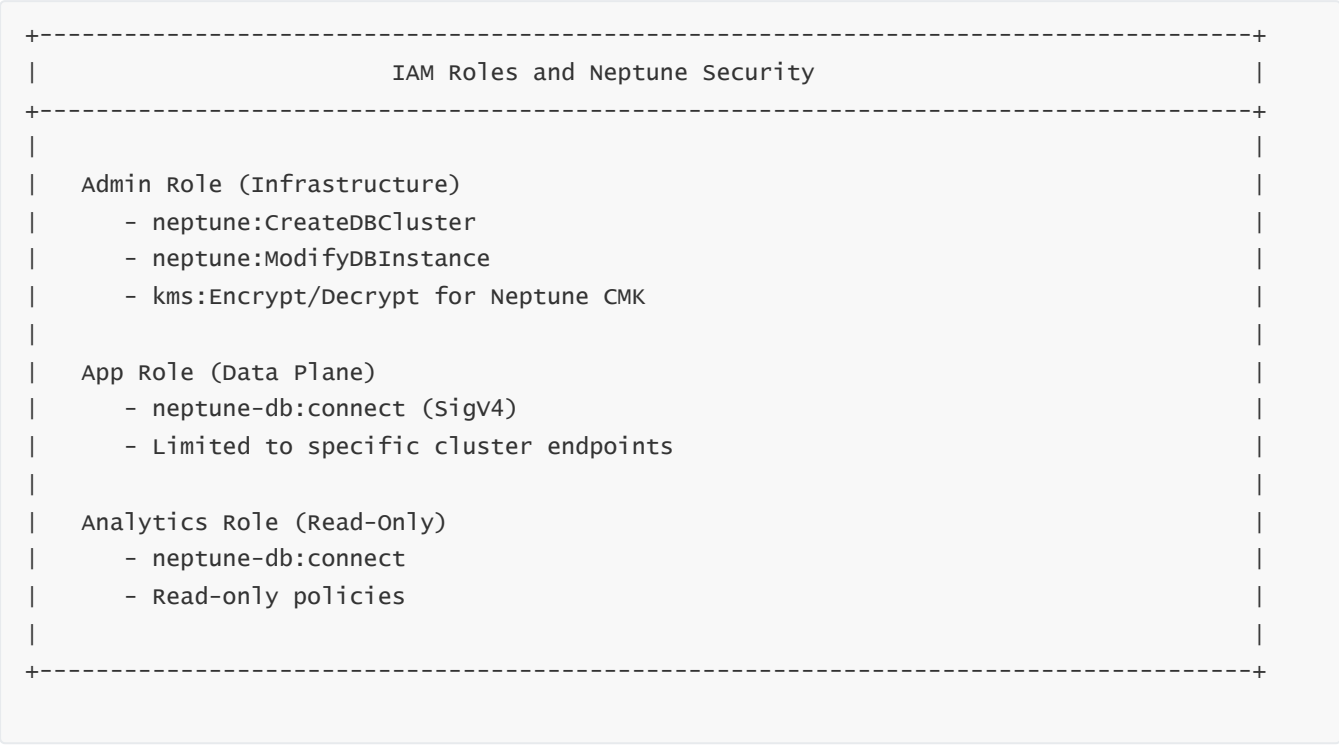 +--------------------------------------------------------------------------------------+
|                         IAM Roles and Neptune Security                               |
+--------------------------------------------------------------------------------------+
|                                                                                      |
|   Admin Role (Infrastructure)                                                        |
|      - neptune:CreateDBCluster                                                       |
|      - neptune:ModifyDBInstance                                                      |
|      - kms:Encrypt/Decrypt for Neptune CMK                                           |
|                                                                                      |
|   App Role (Data Plane)                                                              |
|      - neptune-db:connect (SigV4)                                                    |
|      - Limited to specific cluster endpoints                                         |
|                                                                                      |
|   Analytics Role (Read-Only)                                                         |
|      - neptune-db:connect                                                            |
|      - Read-only policies                                                            |
|                                                                                      |
+--------------------------------------------------------------------------------------+